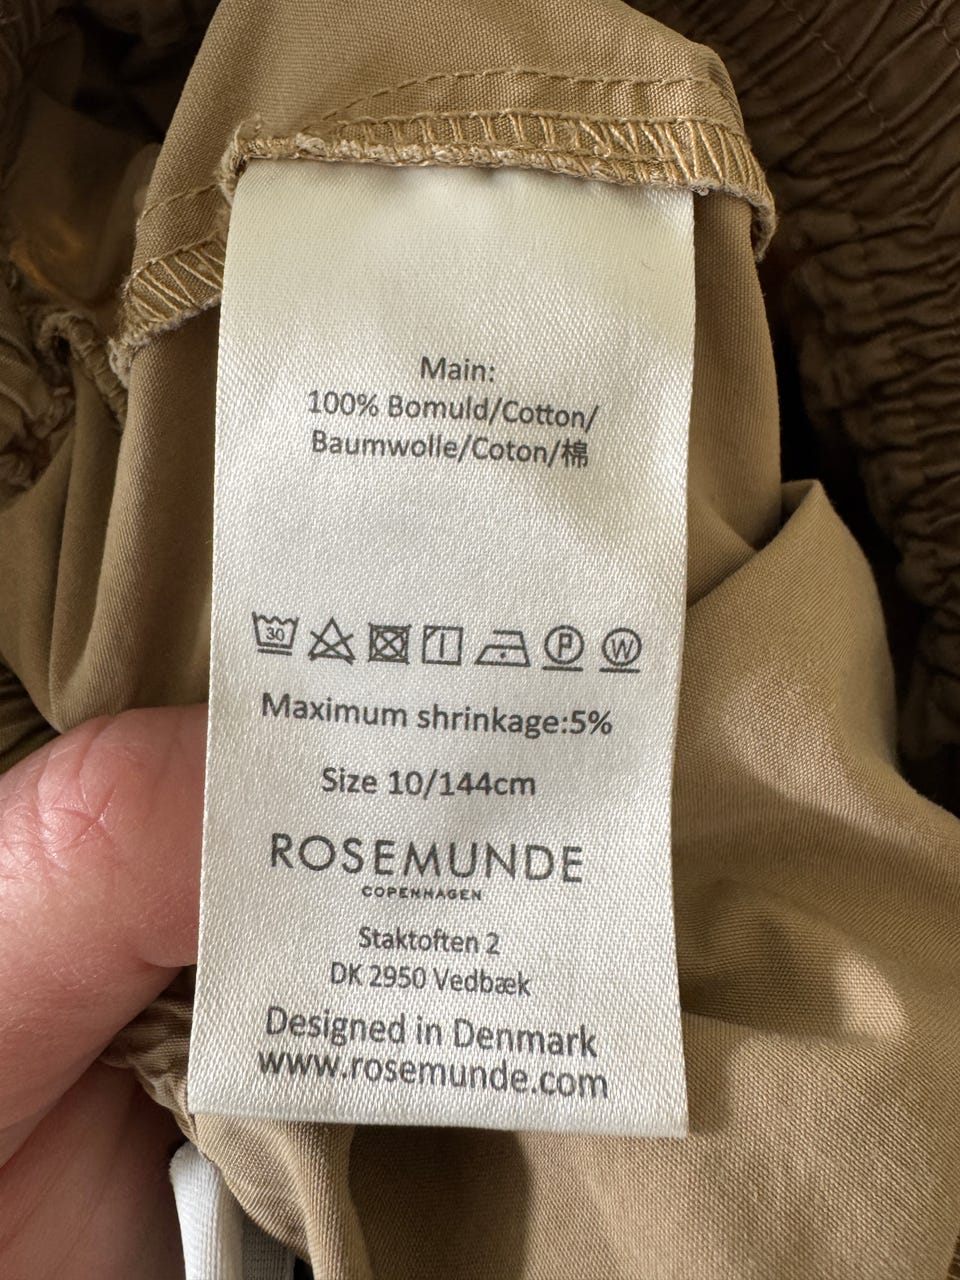 Main:
100% Bomuld/Cotton/
Baumwolle/Coton/棉
30 P W
Maximum shrinkage:5%
Size 10/144cm
ROSEMUNDE
COPENHAGEN
Staktoften 2
DK 2950 Vedbæk
Designed in Denmark
www.rosemunde.com